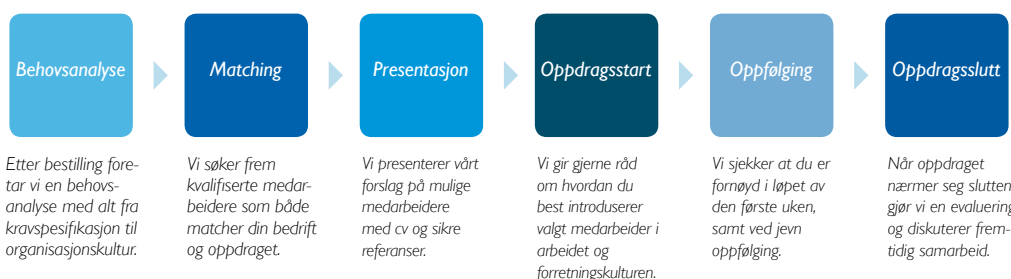 Behovsanalyse
Matching
Presentasjon
Oppdragsstart
Oppfølging
Oppdragsslutt
Etter bestilling fore-
tar vi en behovs-
analyse med alt fra
kravspesifikasjon til
organisasjonskultur.
Vi søker frem
kvalifiserte medar-
beidere som både
matcher din bedrift
og oppdraget.
Vi presenterer vårt
forslag på mulige
medarbeidere
med cv og sikre
referanser.
Vi gir gjerne råd
om hvordan du
best introduserer
valgt medarbeider i
arbeidet og
forretningskulturen.
Vi sjekker at du er
fornøyd i løpet av
den første uken,
samt ved jevn
oppfølging.
Når oppdraget
nærmer seg slutten
gjør vi en evaluering
og diskuterer frem-
tidig samarbeid.